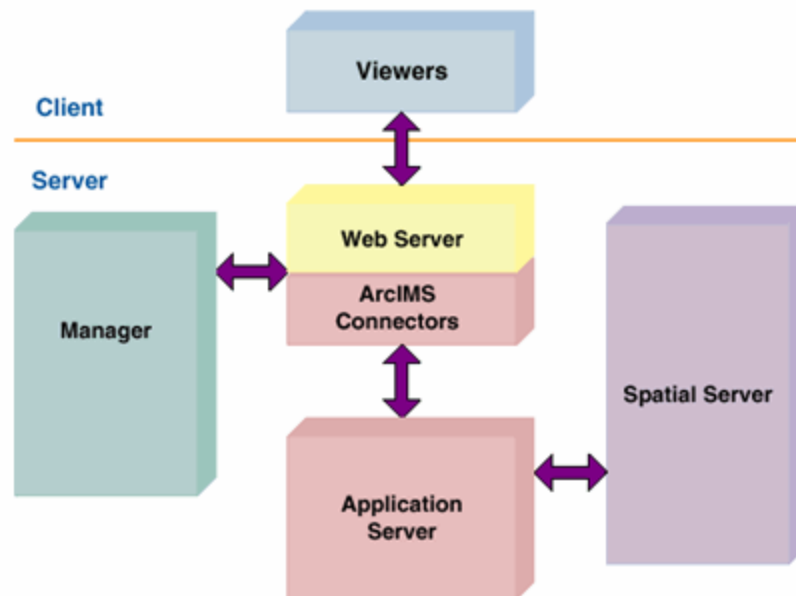 Viewers
Client
Server
Web Server
ArcIMS
Connectors
Manager
Spatial Server
Application
Server